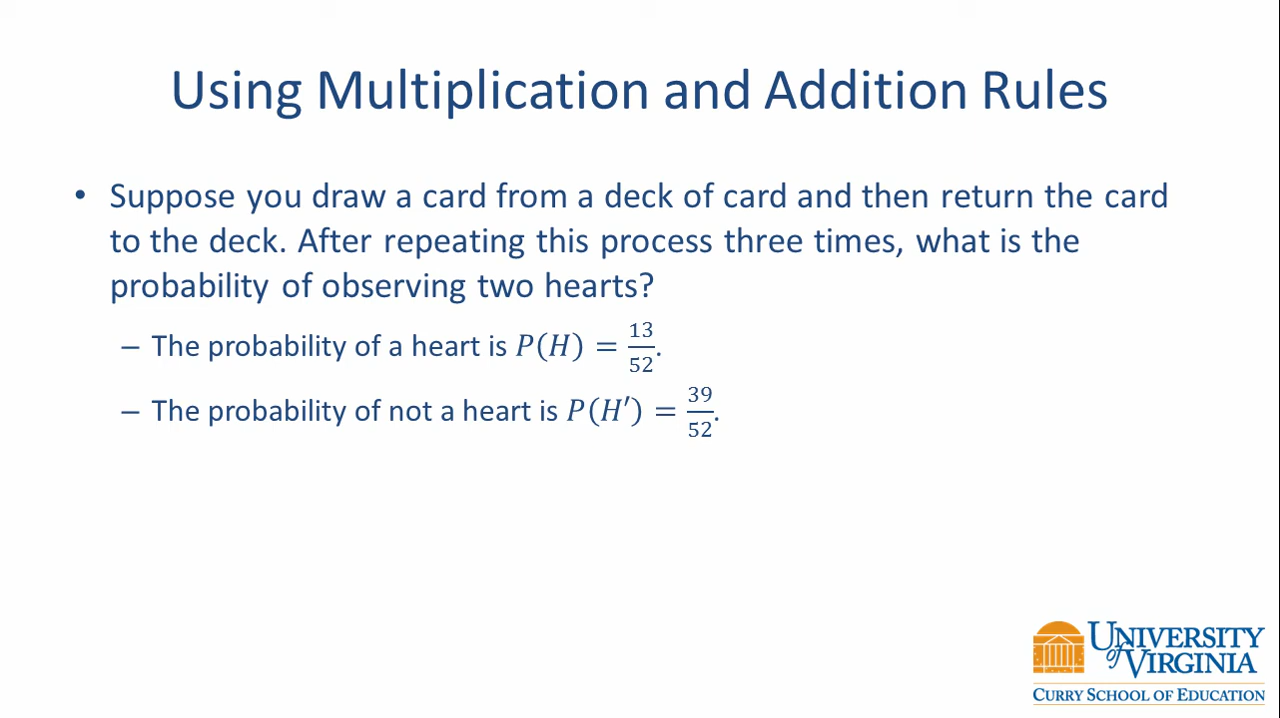 Using Multiplication and Addition Rules
• Suppose you draw a card from a deck of card and then return the card
to the deck. After repeating this process three times, what is the
probability of observing two hearts?
– The probability of a heart is P(H) = 13/52.
– The probability of not a heart is P(H′) = 39/52.
UNIVERSITY
of VIRGINIA
CURRY SCHOOL OF EDUCATION